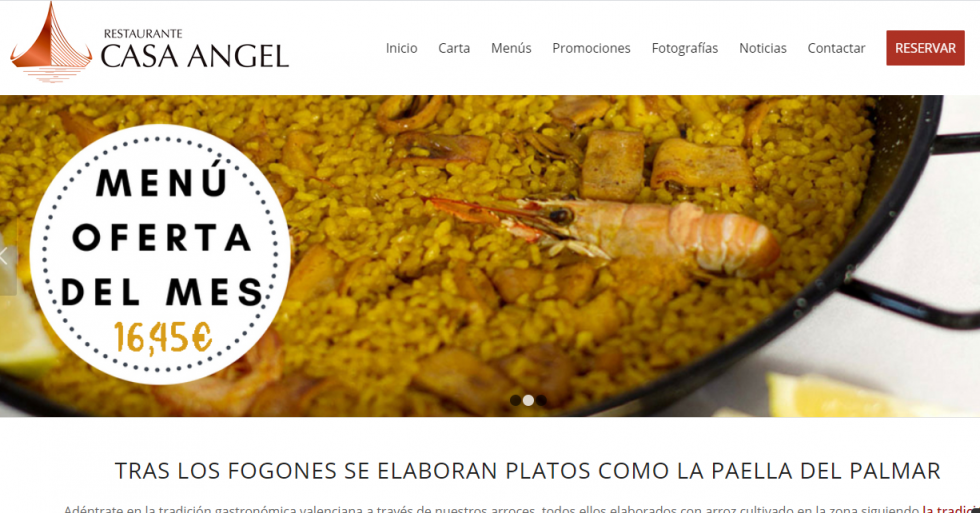 RESTAURANTE
CASA ANGEL
Inicio Carta Menús Promociones Fotografías Noticias Contactar RESERVAR
MENÚ
OFERTA
DEL MES
16,45€
TRAS LOS FOGONES SE ELABORAN PLATOS COMO LA PAELLA DEL PALMAR
Adéntrate en la tradición gastronómica valenciana a través de nuestros arroces, todos ellos elaborados con arroz cultivado en la zona siguiendo la